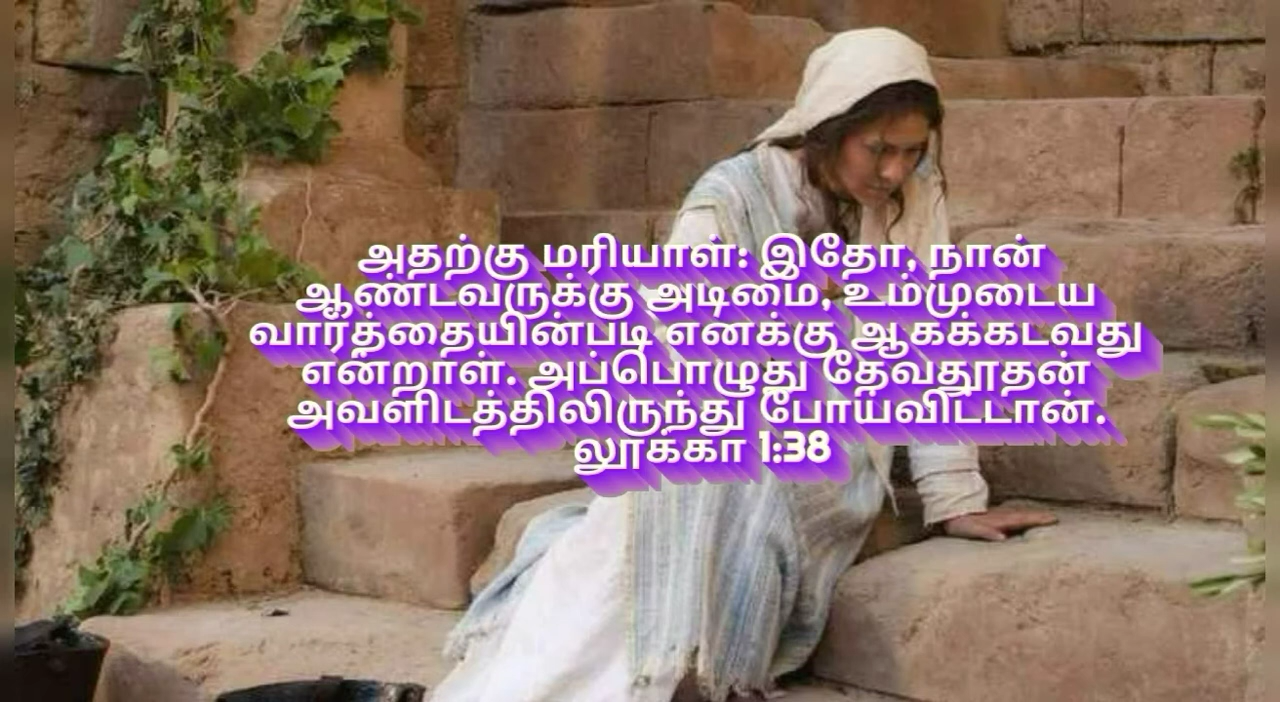 அதற்கு மரியாள்: இதோ, நான்
ஆண்டவருக்கு அடிமை, உம்முடைய
வார்த்தையின்படி எனக்கு ஆகக்கடவது
என்றாள். அப்பொழுது தேவதூதன்
அவளிடத்திலிருந்து போய்விட்டான்.
லூக்கா 1:38